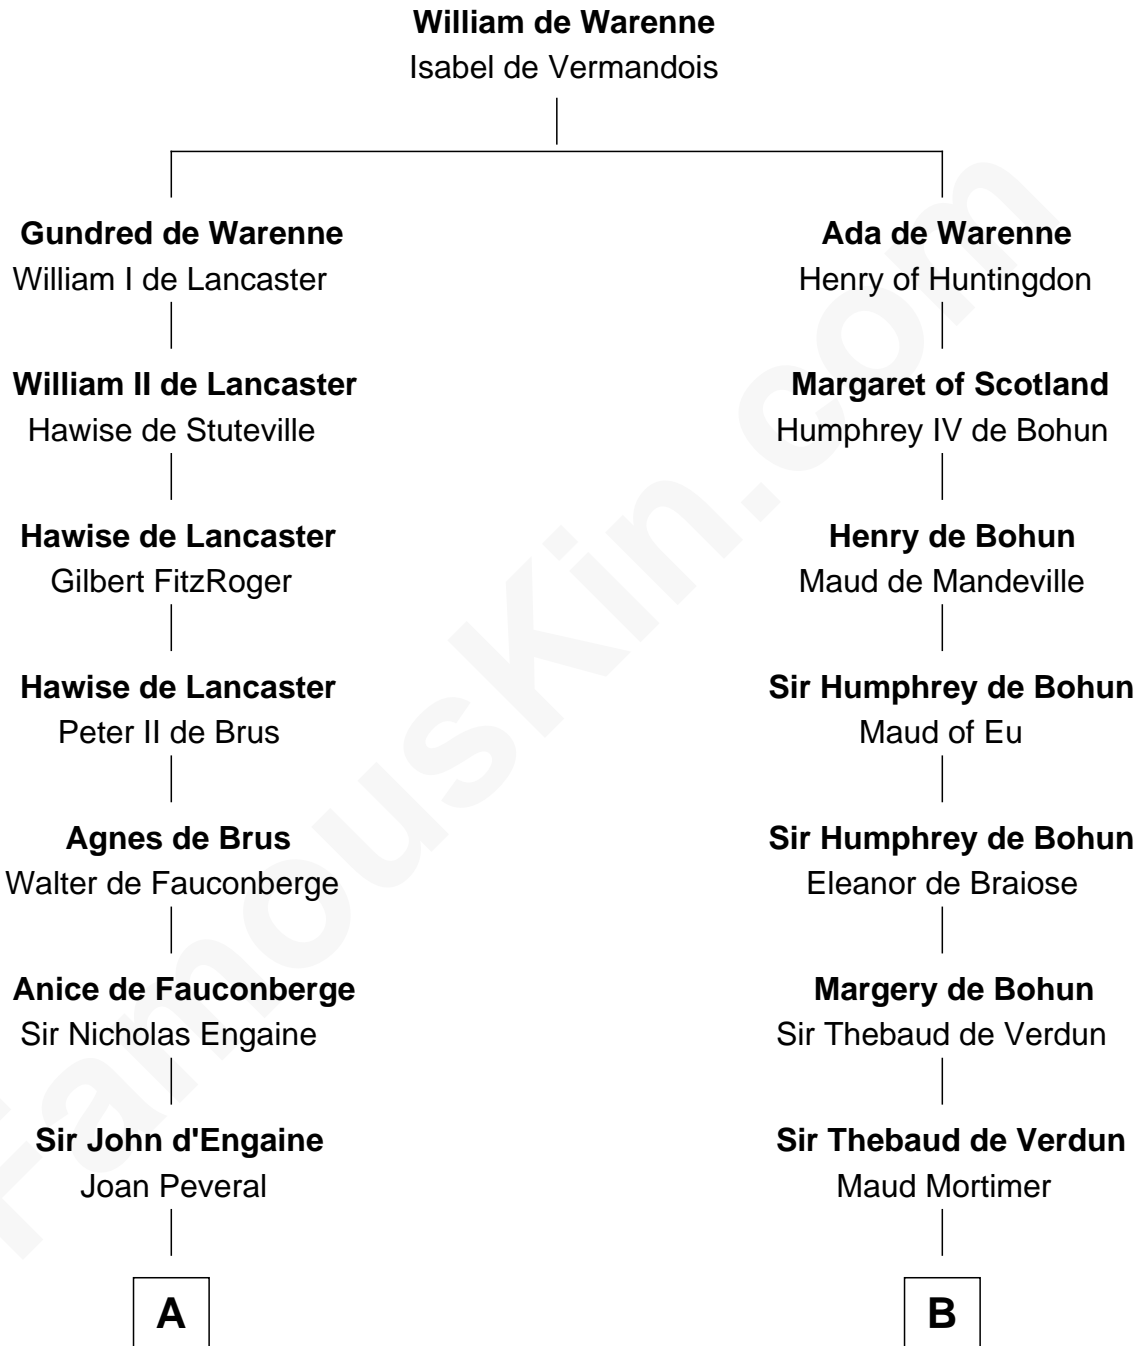 William de Warenne
Isabel de Vermandois
Gundred de Warenne
William I de Lancaster
William II de Lancaster
Hawise de Stuteville
Hawise de Lancaster
Gilbert FitzRoger
Hawise de Lancaster
Peter II de Brus
Agnes de Brus
Walter de Fauconberge
Anice de Fauconberge
Sir Nicholas Engaine
Sir John d'Engaine
Joan Peveral
A
Ada de Warenne
Henry of Huntingdon
Margaret of Scotland
Humphrey IV de Bohun
Henry de Bohun
Maud de Mandeville
Sir Humphrey de Bohun
Maud of Eu
Sir Humphrey de Bohun
Eleanor de Braiose
Margery de Bohun
Sir Thebaud de Verdun
Sir Thebaud de Verdun
Maud Mortimer
B
FamousKin.com